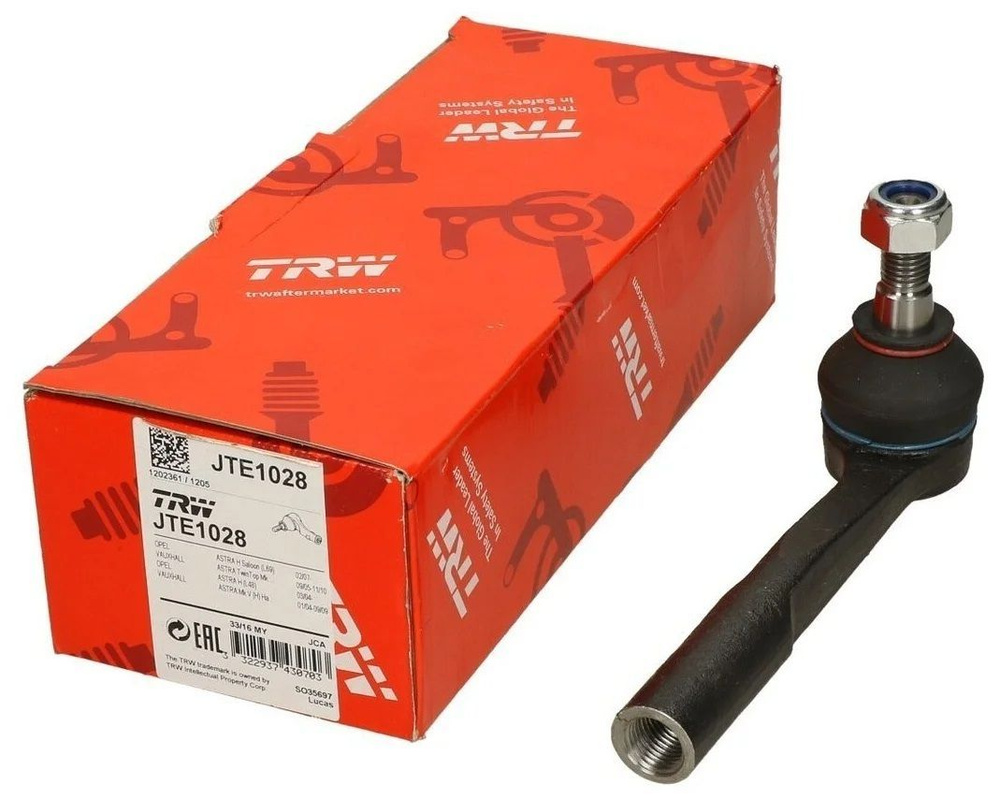 TRW
The Global Leader
In Safety Systems
TRW
trwaftermarket.com
TRW
trwaftermarket.com
TRW
The Global Leader
In Safety Systems
TRW
JTE1028
1202361 / 1205
TRW
JTE1028
OPEL
VAUXHALL
OPEL
VAUXHALL
ASTRA H Saloon (L69) 02/07-
ASTRA TwinTop Mk. 09/05-11/10
ASTRA H (L48) 03/04-
ASTRA Mk V (H) Ha 01/04-09/09
33/16 MY JCA
EAC
3 322937 430703
The TRW trademark is owned by
TRW Intellectual Property Corp.
SO35697
Lucas
TRW